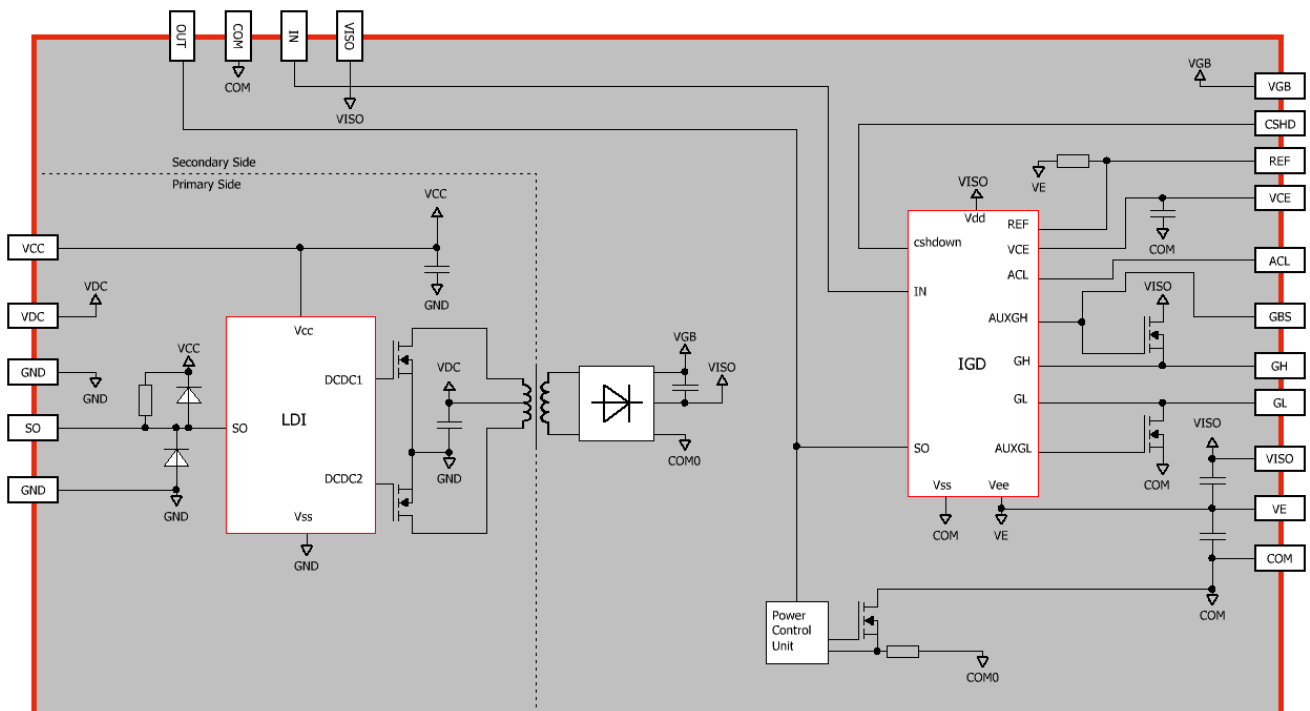 OUT
COM
IN
VISO
COM
VISO
VGB
VGB
CSHD
REF
VE
VCE
COM
ACL
VISO
GBS
GH
GL
COM
VISO
VISO
VE
COM
COM
Secondary Side
Primary Side
VCC
VCC
GND
VDC
VDC
GND
GND
VCC
SO
GND
GND
Vcc
DCDC1
SO
LDI
DCDC2
Vss
GND
VDC
GND
VGB
VISO
COM0
VISO
Vdd
cshdown
REF
VCE
ACL
IN
AUXGH
IGD
GH
GL
SO
AUXGL
Vss
Vee
COM
VE
Power
Control
Unit
COM0